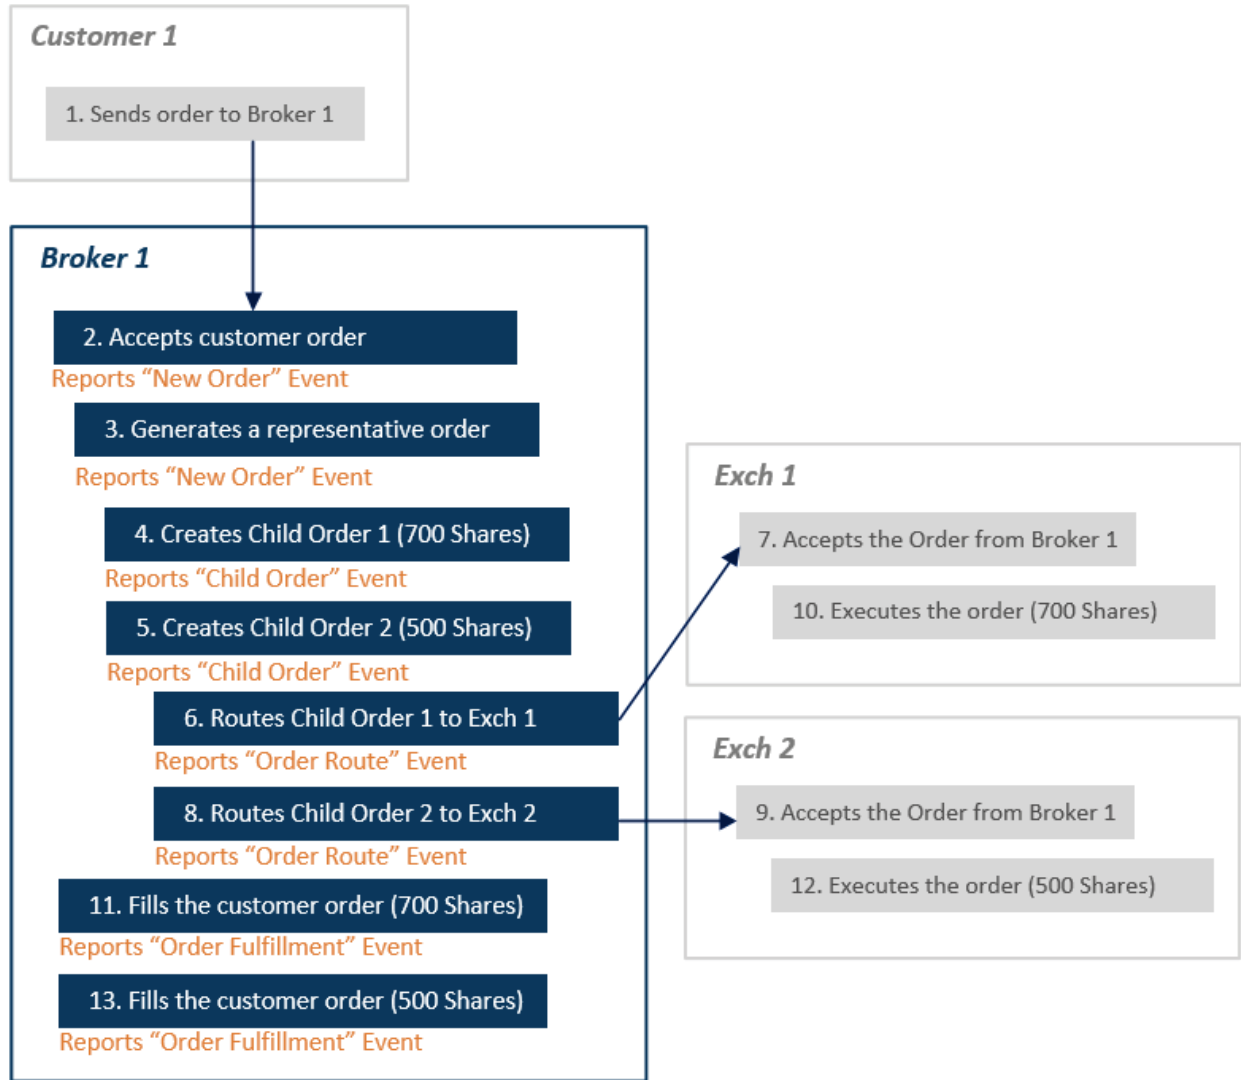 Customer 1
1. Sends order to Broker 1
Broker 1
2. Accepts customer order
Reports “New Order” Event
3. Generates a representative order
Reports “New Order” Event
4. Creates Child Order 1 (700 Shares)
Reports “Child Order” Event
5. Creates Child Order 2 (500 Shares)
Reports “Child Order” Event
6. Routes Child Order 1 to Exch 1
Reports “Order Route” Event
8. Routes Child Order 2 to Exch 2
Reports “Order Route” Event
11. Fills the customer order (700 Shares)
Reports “Order Fulfillment” Event
13. Fills the customer order (500 Shares)
Reports “Order Fulfillment” Event
Exch 1
7. Accepts the Order from Broker 1
10. Executes the order (700 Shares)
Exch 2
9. Accepts the Order from Broker 1
12. Executes the order (500 Shares)